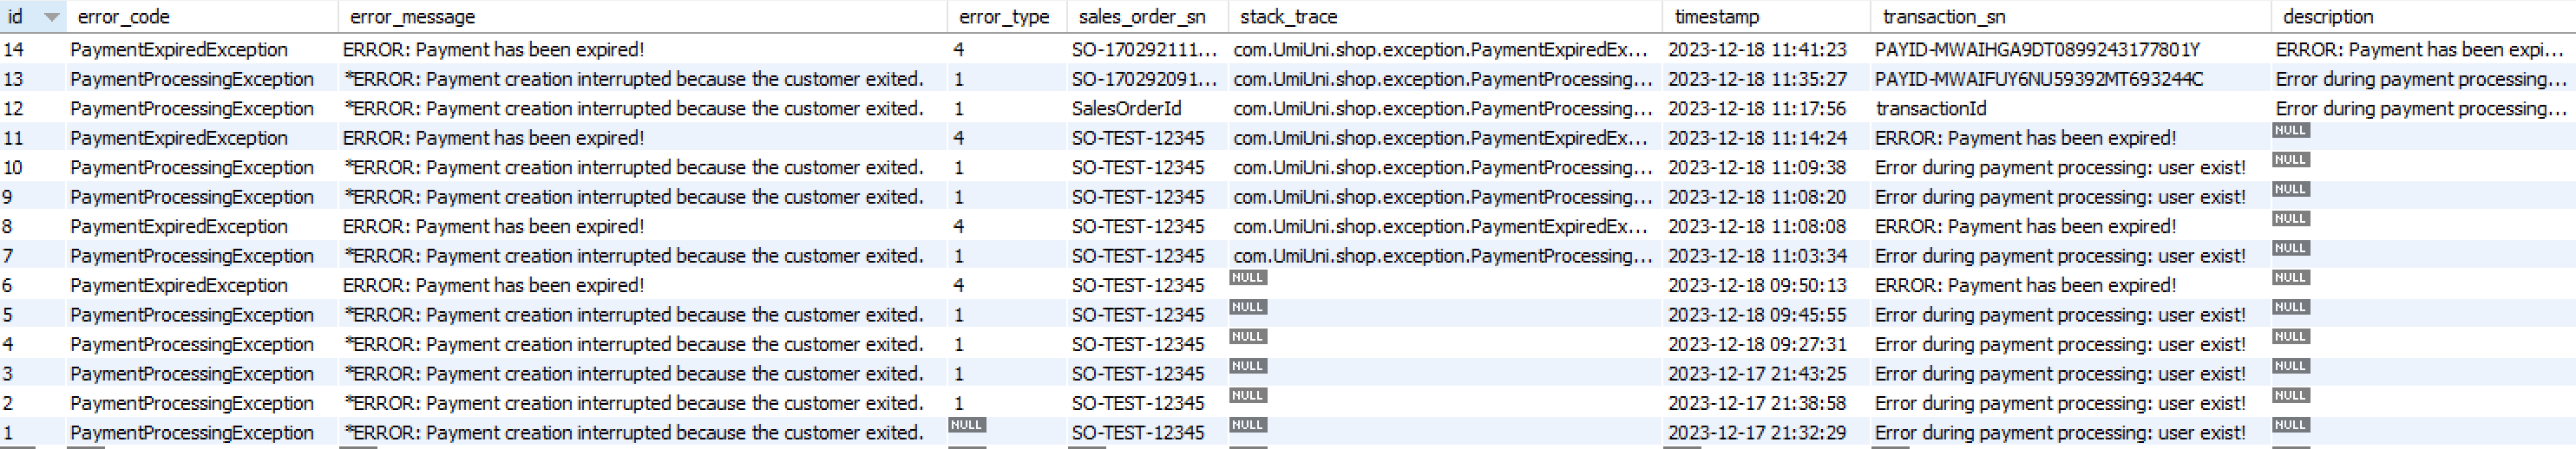 id error_code error_message error_type sales_order_sn stack_trace timestamp transaction_sn description
14 PaymentExpiredException ERROR: Payment has been expired! 4 SO-170292111... com.UmiUni.shop.exception.PaymentExpiredEx... 2023-12-18 11:41:23 PAYID-MWAIHGA9DT0899243177801Y ERROR: Payment has been expi...
13 PaymentProcessingException *ERROR: Payment creation interrupted because the customer exited. 1 SO-170292091... com.UmiUni.shop.exception.PaymentProcessing... 2023-12-18 11:35:27 PAYID-MWAIFUY6NU59392MT693244C Error during payment processing...
12 PaymentProcessingException *ERROR: Payment creation interrupted because the customer exited. 1 SalesOrderId com.UmiUni.shop.exception.PaymentProcessing... 2023-12-18 11:17:56 transactionId Error during payment processing...
11 PaymentExpiredException ERROR: Payment has been expired! 4 SO-TEST-12345 com.UmiUni.shop.exception.PaymentExpiredEx... 2023-12-18 11:14:24 ERROR: Payment has been expired! NULL
10 PaymentProcessingException *ERROR: Payment creation interrupted because the customer exited. 1 SO-TEST-12345 com.UmiUni.shop.exception.PaymentProcessing... 2023-12-18 11:09:38 Error during payment processing: user exist! NULL
9 PaymentProcessingException *ERROR: Payment creation interrupted because the customer exited. 1 SO-TEST-12345 com.UmiUni.shop.exception.PaymentProcessing... 2023-12-18 11:08:20 Error during payment processing: user exist! NULL
8 PaymentExpiredException ERROR: Payment has been expired! 4 SO-TEST-12345 com.UmiUni.shop.exception.PaymentExpiredEx... 2023-12-18 11:08:08 ERROR: Payment has been expired! NULL
7 PaymentProcessingException *ERROR: Payment creation interrupted because the customer exited. 1 SO-TEST-12345 com.UmiUni.shop.exception.PaymentProcessing... 2023-12-18 11:03:34 Error during payment processing: user exist! NULL
6 PaymentExpiredException ERROR: Payment has been expired! 4 SO-TEST-12345 NULL 2023-12-18 09:50:13 ERROR: Payment has been expired! NULL
5 PaymentProcessingException *ERROR: Payment creation interrupted because the customer exited. 1 SO-TEST-12345 NULL 2023-12-18 09:45:55 Error during payment processing: user exist! NULL
4 PaymentProcessingException *ERROR: Payment creation interrupted because the customer exited. 1 SO-TEST-12345 NULL 2023-12-18 09:27:31 Error during payment processing: user exist! NULL
3 PaymentProcessingException *ERROR: Payment creation interrupted because the customer exited. 1 SO-TEST-12345 NULL 2023-12-17 21:43:25 Error during payment processing: user exist! NULL
2 PaymentProcessingException *ERROR: Payment creation interrupted because the customer exited. 1 SO-TEST-12345 NULL 2023-12-17 21:38:58 Error during payment processing: user exist! NULL
1 PaymentProcessingException *ERROR: Payment creation interrupted because the customer exited. NULL SO-TEST-12345 NULL 2023-12-17 21:32:29 Error during payment processing: user exist! NULL